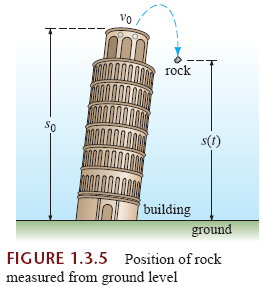 v0
rock
s0
s(t)
building
ground
FIGURE 1.3.5 Position of rock
measured from ground level